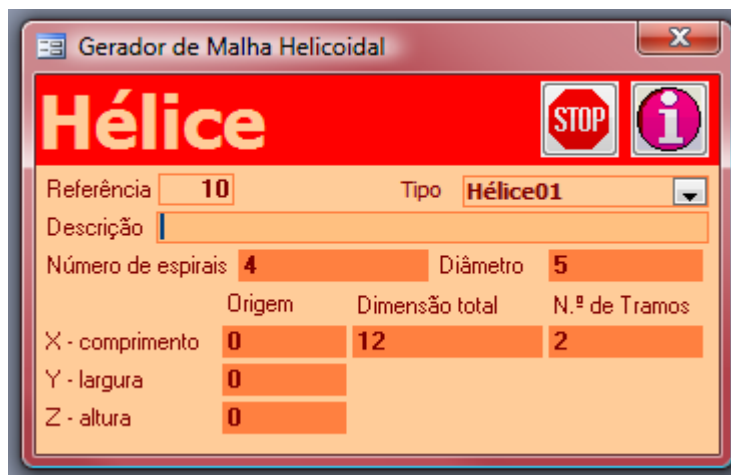 Gerador de Malha Helicoidal
Hélice
STOP
i
Referência 10 Tipo Hélice01
Descrição
Número de espirais 4 Diâmetro 5
Origem Dimensão total N.º de Tramos
X - comprimento 0 12 2
Y - largura 0
Z - altura 0